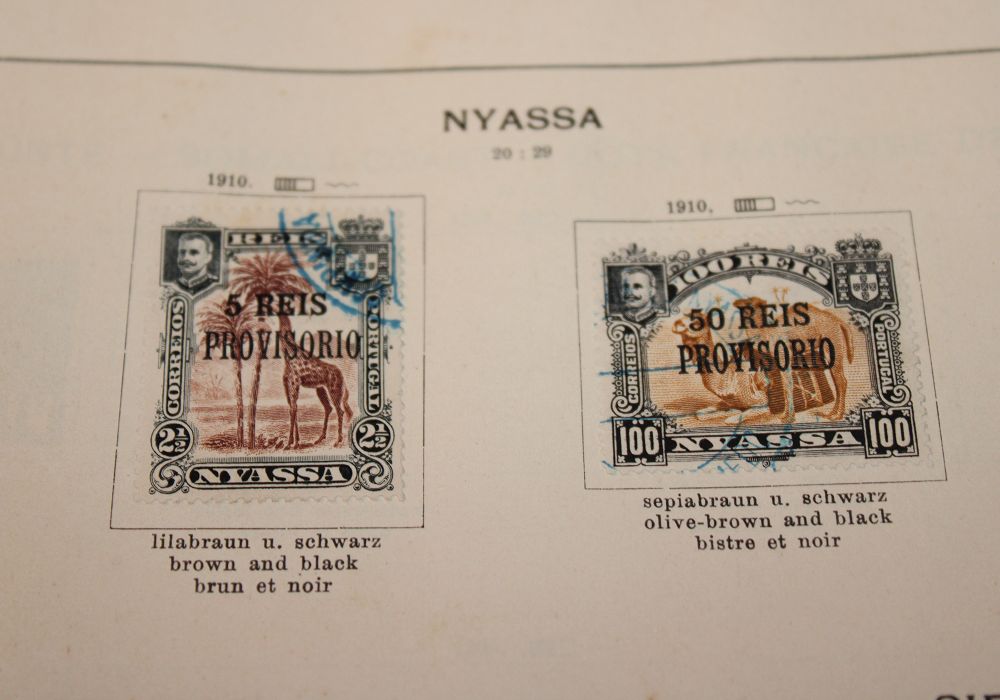 NYASSA
20 : 29
1910.
REIS
5 REIS
PROVISORIO
CORREIOS
PORTUGAL
2½ 2½
NYASSA
lilabraun u. schwarz
brown and black
brun et noir
1910.
100 REIS
50 REIS
PROVISORIO
CORREIOS
PORTUGAL
100 NYASSA 100
sepiabraun u. schwarz
olive-brown and black
bistre et noir